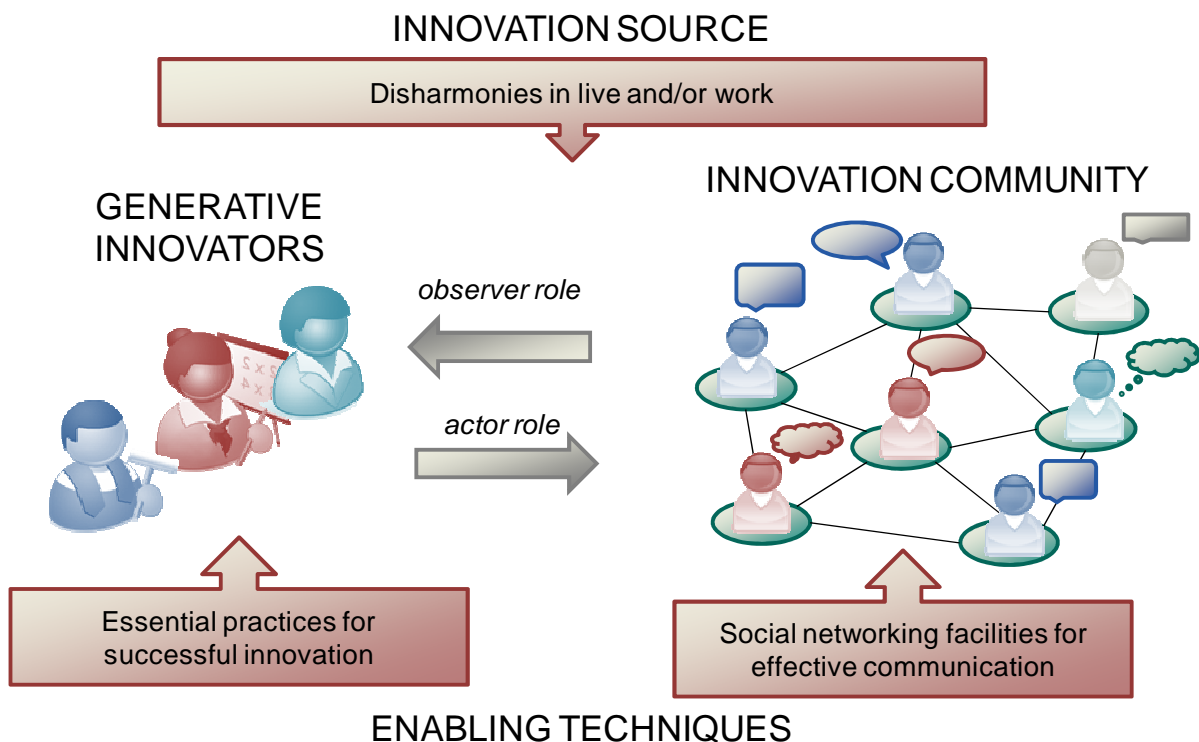 INNOVATION SOURCE
Disharmonies in live and/or work
INNOVATION COMMUNITY
GENERATIVE
INNOVATORS
observer role
actor role
Essential practices for
successful innovation
Social networking facilities for
effective communication
ENABLING TECHNIQUES